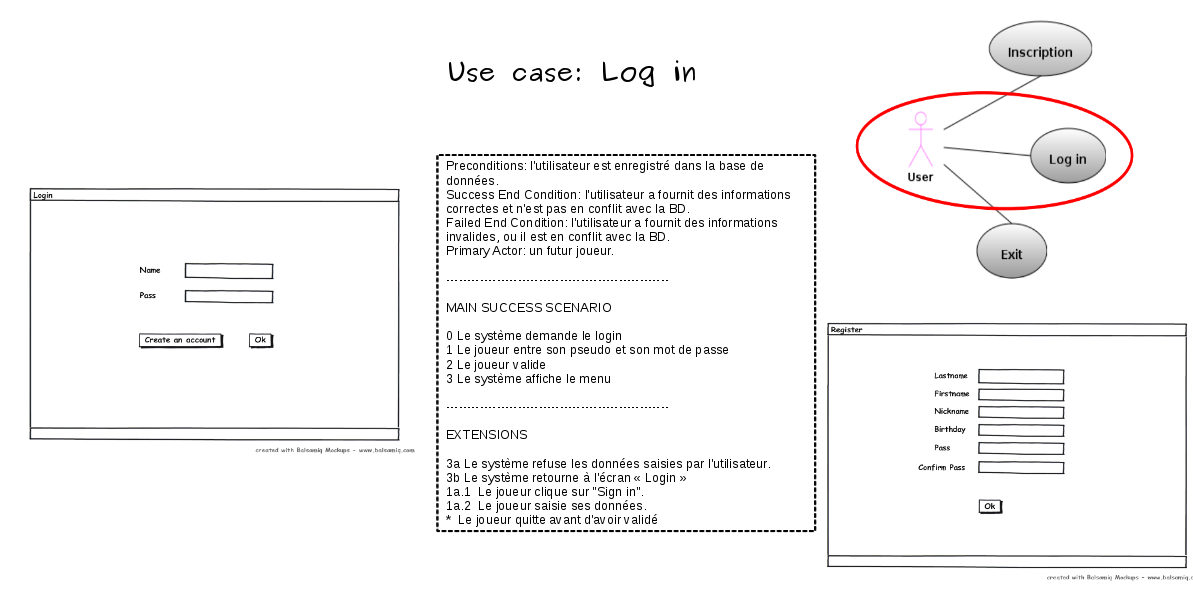 Use case: Log in
Inscription
Log in
User
Exit
Login
Name
Pass
Create an account
Ok
created with Balsamiq Mockups - www.balsamiq.com
Preconditions: l'utilisateur est enregistré dans la base de
données.
Success End Condition: l'utilisateur a fournit des informations
correctes et n'est pas en conflit avec la BD.
Failed End Condition: l'utilisateur a fournit des informations
invalides, ou il est en conflit avec la BD.
Primary Actor: un futur joueur.
-----------------------------------------------------
MAIN SUCCESS SCENARIO
0 Le système demande le login
1 Le joueur entre son pseudo et son mot de passe
2 Le joueur valide
3 Le système affiche le menu
-----------------------------------------------------
EXTENSIONS
3a Le système refuse les données saisies par l'utilisateur.
3b Le système retourne à l'écran « Login »
1a.1 Le joueur clique sur "Sign in".
1a.2 Le joueur saisie ses données.
* Le joueur quitte avant d'avoir validé
Register
Lastname
Firstname
Nickname
Birthday
Pass
Confirm Pass
Ok
created with Balsamiq Mockups - www.balsamiq.c